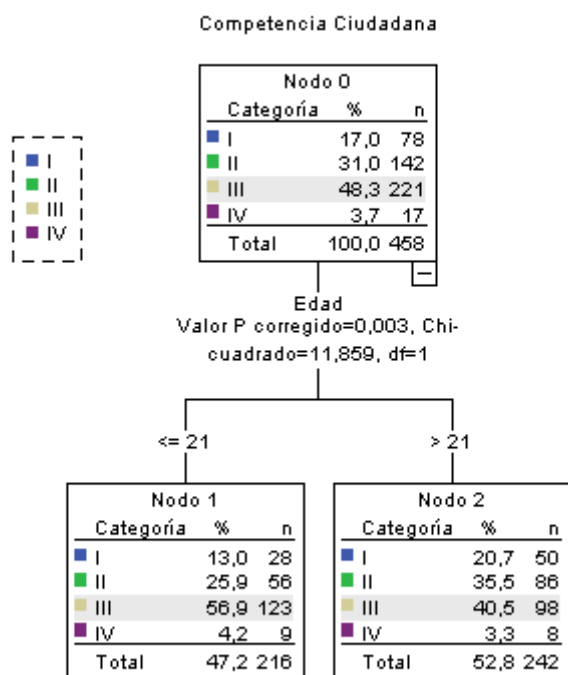 Competencia Ciudadana
Nodo 0
Categoría % n
I 17,0 78
II 31,0 142
III 48,3 221
IV 3,7 17
Total 100,0 458
I
II
III
IV
Edad
Valor P corregido=0,003, Chi-
cuadrado=11,859, df=1
<= 21
> 21
Nodo 1
Categoría % n
I 13,0 28
II 25,9 56
III 56,9 123
IV 4,2 9
Total 47,2 216
Nodo 2
Categoría % n
I 20,7 50
II 35,5 86
III 40,5 98
IV 3,3 8
Total 52,8 242